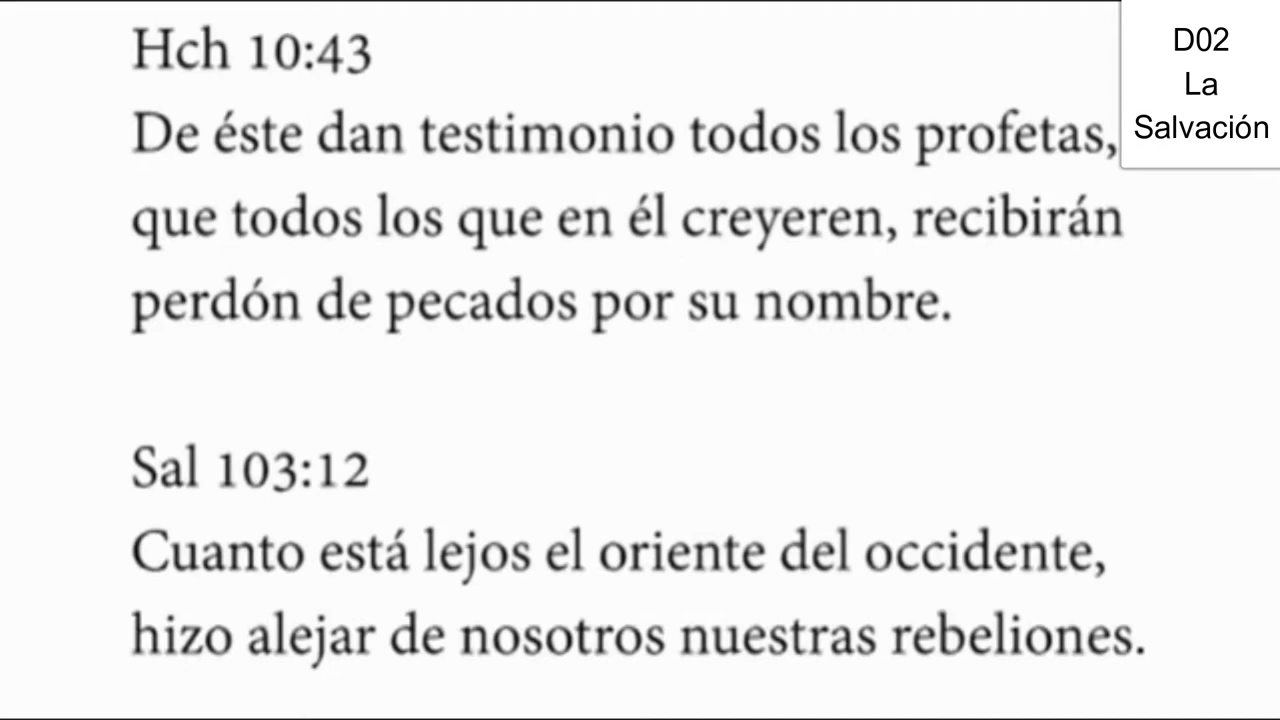 Hch 10:43
De éste dan testimonio todos los profetas,
que todos los que en él creyeren, recibirán
perdón de pecados por su nombre.
Sal 103:12
Cuanto está lejos el oriente del occidente,
hizo alejar de nosotros nuestras rebeliones.
D02
La
Salvación